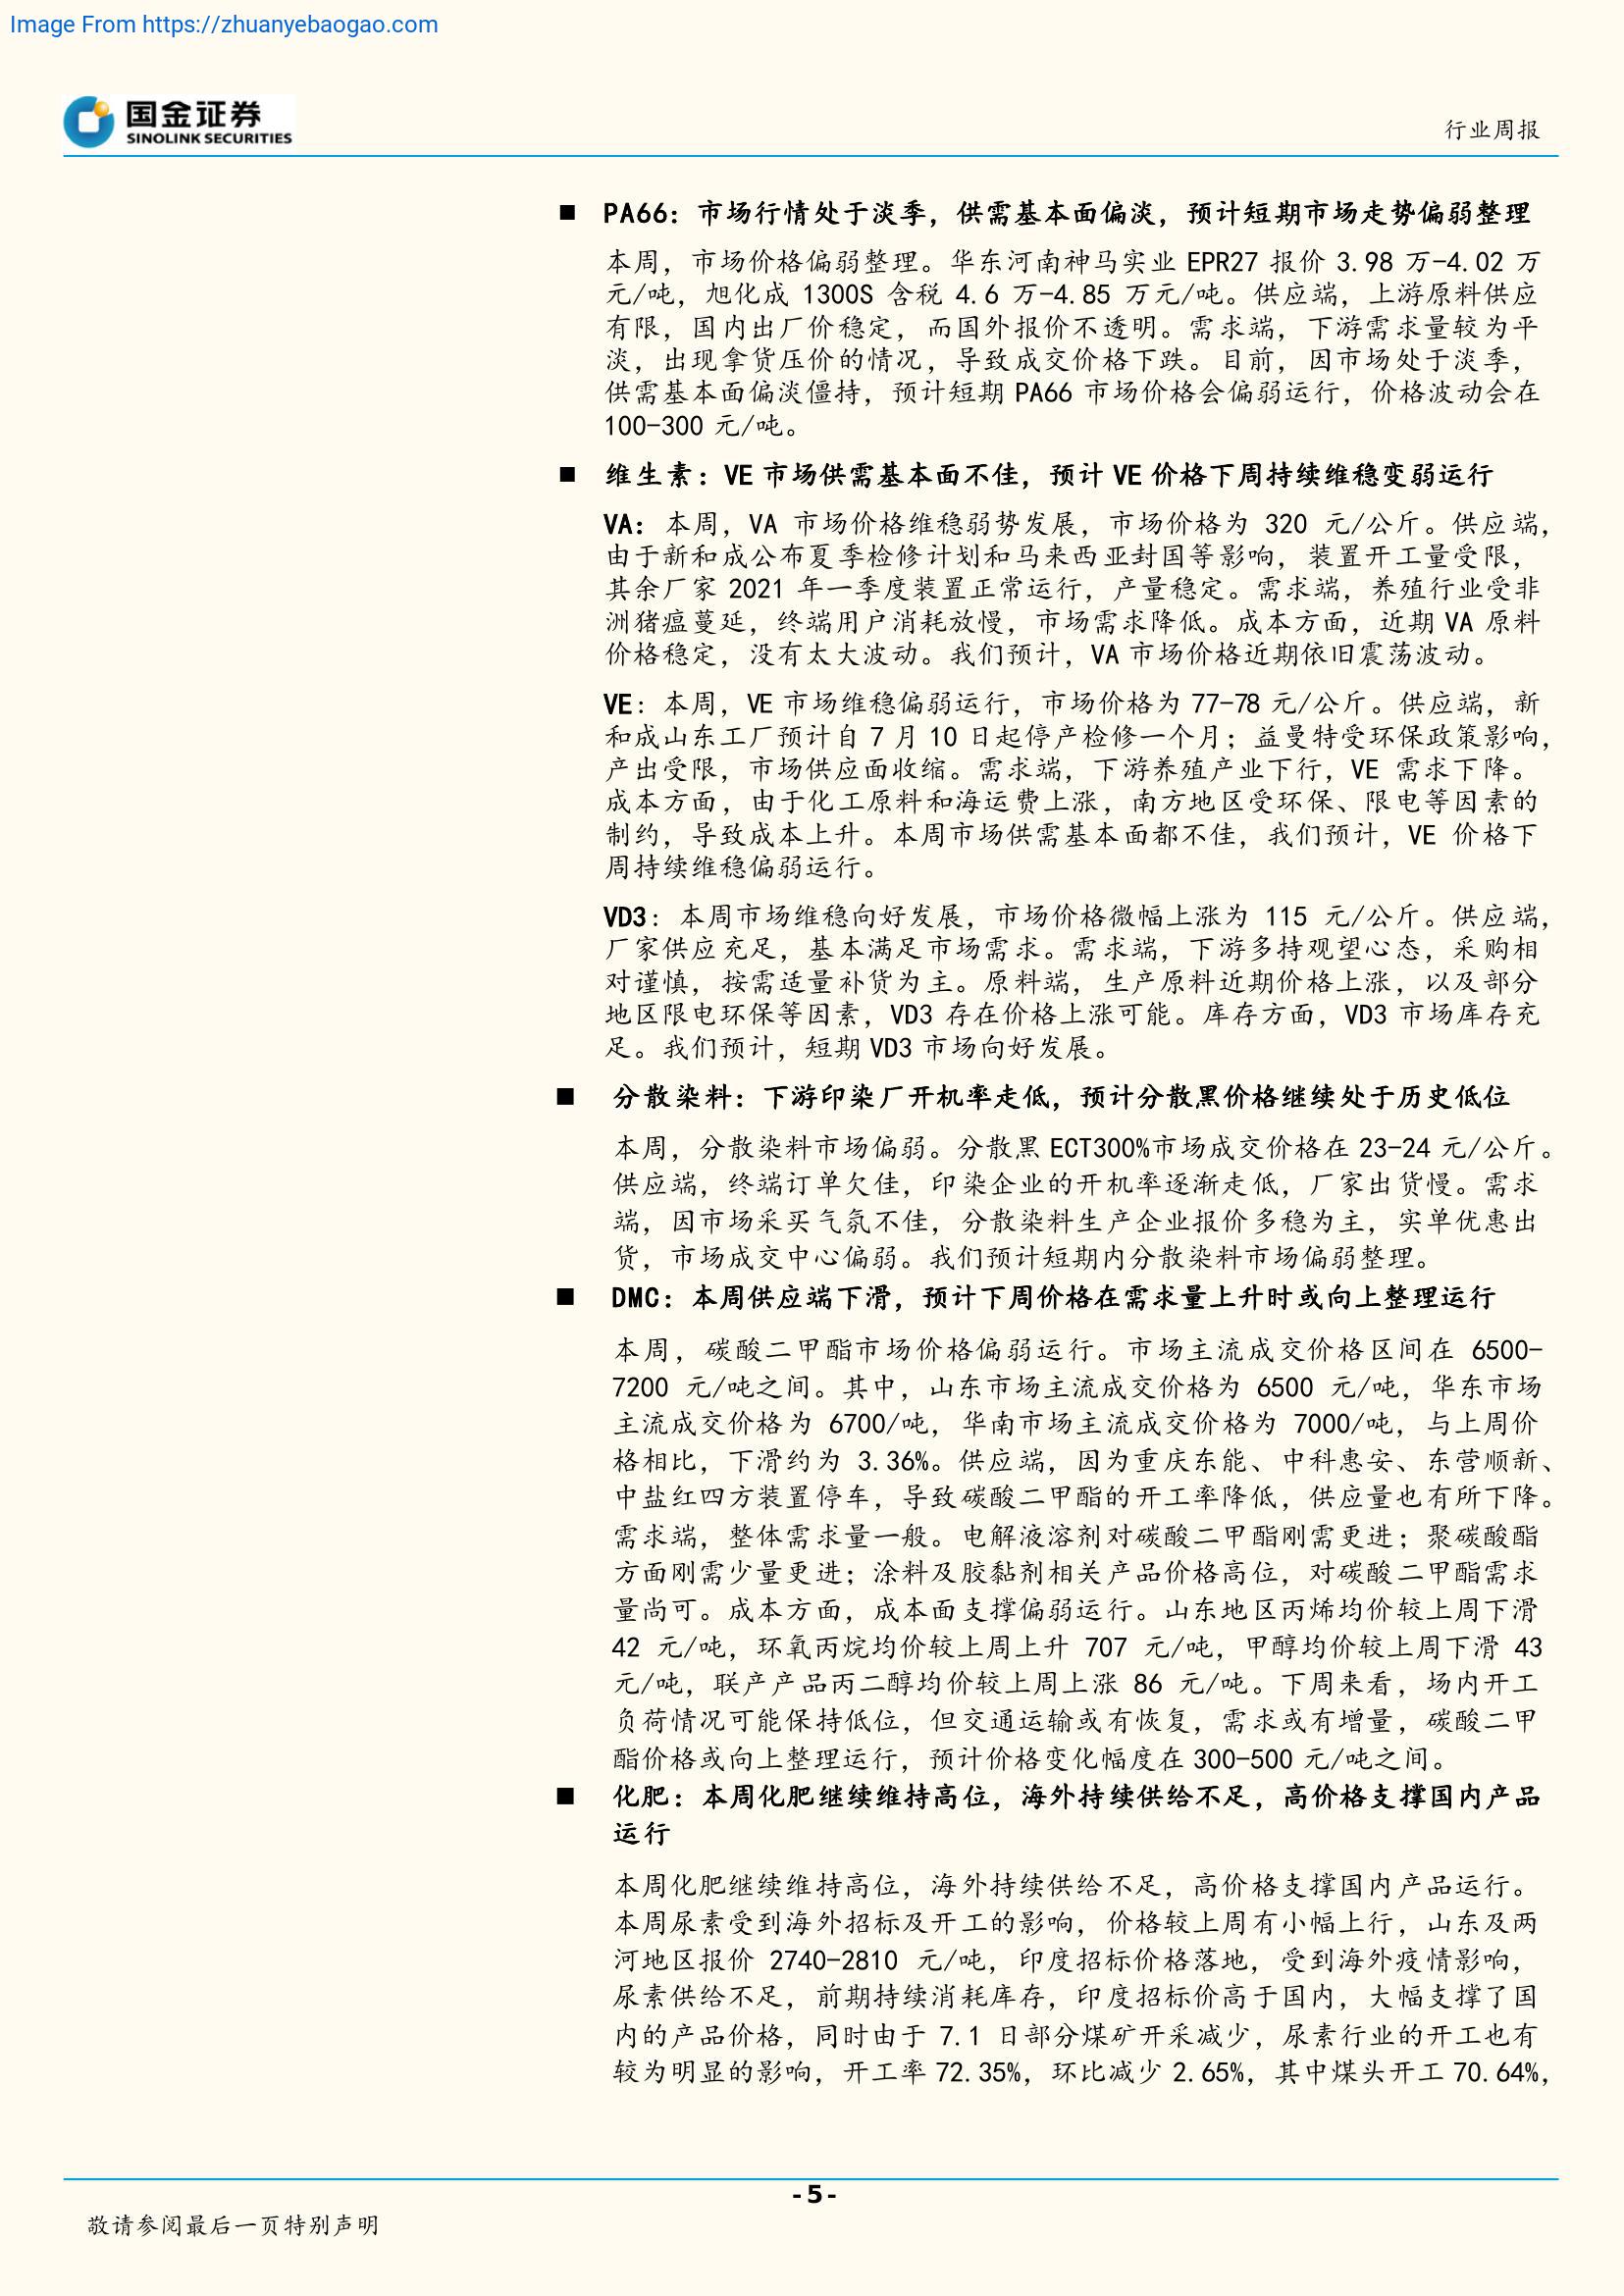 Image From https://zhuanyebaogao.com
国金证券
SINOLINK SECURITIES
行业周报
■ PA66：市场行情处于淡季，供需基本面偏淡，预计短期市场走势偏弱整理
本周，市场价格偏弱整理。华东河南神马实业 EPR27 报价 3.98 万-4.02 万
元/吨，旭化成 1300S 含税 4.6 万-4.85 万元/吨。供应端，上游原料供应
有限，国内出厂价稳定，而国外报价不透明。需求端，下游需求量较为平
淡，出现拿货压价的情况，导致成交价格下跌。目前，因市场处于淡季，
供需基本面偏淡僵持，预计短期 PA66 市场价格会偏弱运行，价格波动会在
100-300 元/吨。
■ 维生素：VE 市场供需基本面不佳，预计 VE 价格下周持续维稳变弱运行
VA：本周，VA 市场价格维稳弱势发展，市场价格为 320 元/公斤。供应端，
由于新和成公布夏季检修计划和马来西亚封国等影响，装置开工量受限，
其余厂家 2021 年一季度装置正常运行，产量稳定。需求端，养殖行业受非
洲猪瘟蔓延，终端用户消耗放慢，市场需求降低。成本方面，近期 VA 原料
价格稳定，没有太大波动。我们预计，VA 市场价格近期依旧震荡波动。
VE：本周，VE 市场维稳偏弱运行，市场价格为 77-78 元/公斤。供应端，新
和成山东工厂预计自 7 月 10 日起停产检修一个月；益曼特受环保政策影响，
产出受限，市场供应面收缩。需求端，下游养殖产业下行，VE 需求下降。
成本方面，由于化工原料和海运费上涨，南方地区受环保、限电等因素的
制约，导致成本上升。本周市场供需基本面都不佳，我们预计，VE 价格下
周持续维稳偏弱运行。
VD3：本周市场维稳向好发展，市场价格微幅上涨为 115 元/公斤。供应端，
厂家供应充足，基本满足市场需求。需求端，下游多持观望心态，采购相
对谨慎，按需适量补货为主。原料端，生产原料近期价格上涨，以及部分
地区限电环保等因素，VD3 存在价格上涨可能。库存方面，VD3 市场库存充
足。我们预计，短期 VD3 市场向好发展。
■ 分散染料：下游印染厂开机率走低，预计分散黑价格继续处于历史低位
本周，分散染料市场偏弱。分散黑 ECT300%市场成交价格在 23-24 元/公斤。
供应端，终端订单欠佳，印染企业的开机率逐渐走低，厂家出货慢。需求
端，因市场采买气氛不佳，分散染料生产企业报价多稳为主，实单优惠出
货，市场成交中心偏弱。我们预计短期内分散染料市场偏弱整理。
■ DMC：本周供应端下滑，预计下周价格在需求量上升时或向上整理运行
本周，碳酸二甲酯市场价格偏弱运行。市场主流成交价格区间在 6500-
7200 元/吨之间。其中，山东市场主流成交价格为 6500 元/吨，华东市场
主流成交价格为 6700/吨，华南市场主流成交价格为 7000/吨，与上周价
格相比，下滑约为 3.36%。供应端，因为重庆东能、中科惠安、东营顺新、
中盐红四方装置停车，导致碳酸二甲酯的开工率降低，供应量也有所下降。
需求端，整体需求量一般。电解液溶剂对碳酸二甲酯刚需更进；聚碳酸酯
方面刚需少量更进；涂料及胶黏剂相关产品价格高位，对碳酸二甲酯需求
量尚可。成本方面，成本面支撑偏弱运行。山东地区丙烯均价较上周下滑
42 元/吨，环氧丙烷均价较上周上升 707 元/吨，甲醇均价较上周下滑 43
元/吨，联产产品丙二醇均价较上周上涨 86 元/吨。下周来看，场内开工
负荷情况可能保持低位，但交通运输或有恢复，需求或有增量，碳酸二甲
酯价格或向上整理运行，预计价格变化幅度在 300-500 元/吨之间。
■ 化肥：本周化肥继续维持高位，海外持续供给不足，高价格支撑国内产品
运行
本周化肥继续维持高位，海外持续供给不足，高价格支撑国内产品运行。
本周尿素受到海外招标及开工的影响，价格较上周有小幅上行，山东及两
河地区报价 2740-2810 元/吨，印度招标价格落地，受到海外疫情影响，
尿素供给不足，前期持续消耗库存，印度招标价高于国内，大幅支撑了国
内的产品价格，同时由于 7.1 日部分煤矿开采减少，尿素行业的开工也有
较为明显的影响，开工率 72.35%，环比减少 2.65%，其中煤头开工 70.64%，
- 5 -
敬请参阅最后一页特别声明